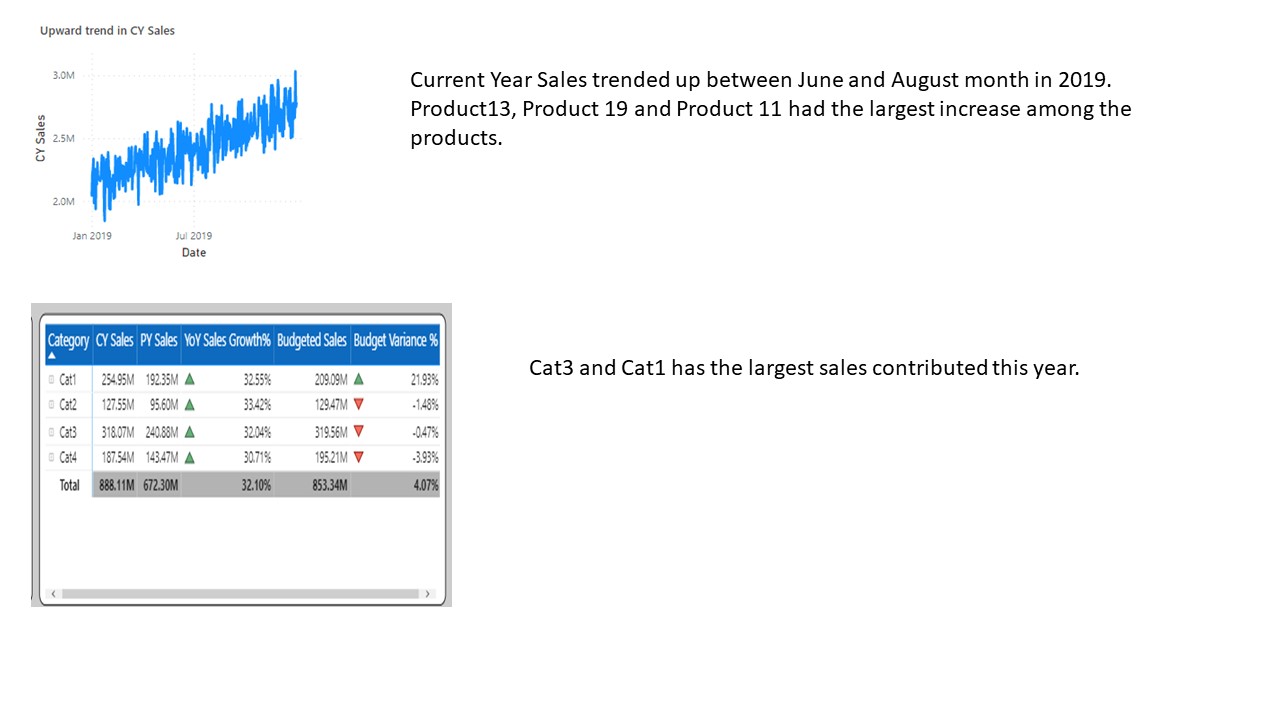 Upward trend in CY Sales
3.0M
2.5M
2.0M
CY Sales
Jan 2019 Jul 2019
Date
Current Year Sales trended up between June and August month in 2019.
Product13, Product 19 and Product 11 had the largest increase among the
products.
Category CY Sales PY Sales YoY Sales Growth% Budgeted Sales Budget Variance %
Cat1 254.95M 192.35M 32.55% 209.09M 21.93%
Cat2 127.55M 95.60M 33.42% 129.47M -1.48%
Cat3 318.07M 240.88M 32.04% 319.56M -0.47%
Cat4 187.54M 143.47M 30.71% 195.21M -3.93%
Total 888.11M 672.30M 32.10% 853.34M 4.07%
Cat3 and Cat1 has the largest sales contributed this year.